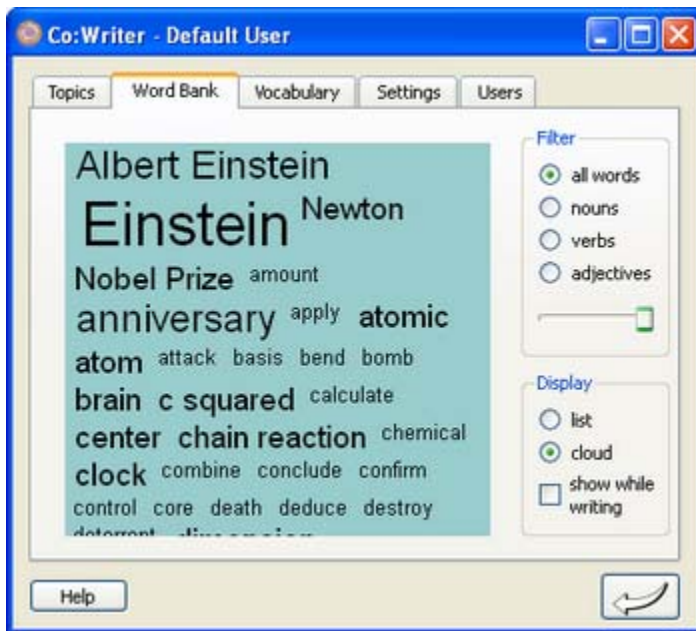 Co:Writer - Default User
Topics Word Bank Vocabulary Settings Users
Albert Einstein
Einstein Newton
Nobel Prize amount
anniversary apply atomic
atom attack basis bend bomb
brain c squared calculate
center chain reaction chemical
clock combine conclude confirm
control core death deduce destroy
deterrent dimension
Filter
all words
nouns
verbs
adjectives
Display
list
cloud
show while
writing
Help